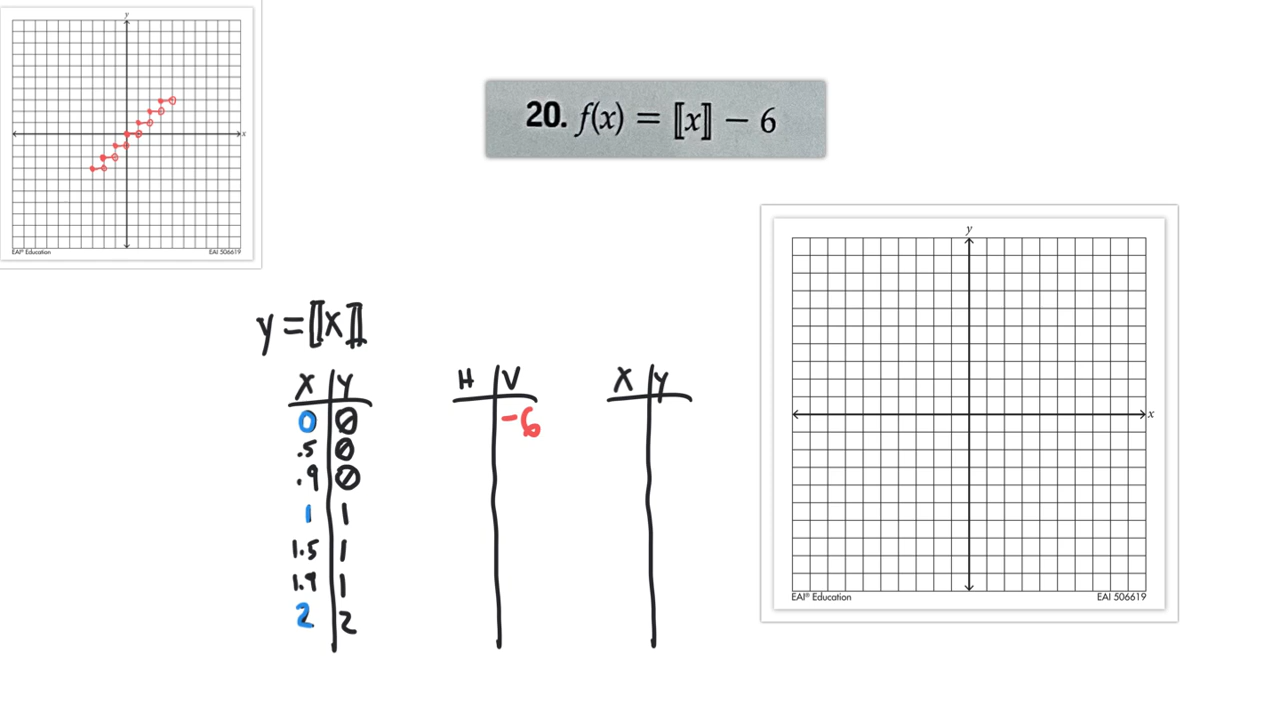 y
x
EAI® Education EAI 506619
20. f(x) = ⟦x⟧ − 6
y
x
EAI® Education EAI 506619
y = ⟦x⟧
X Y
0 0
.5 0
.9 0
1 1
1.5 1
1.9 1
2 2
H V
-6
X Y